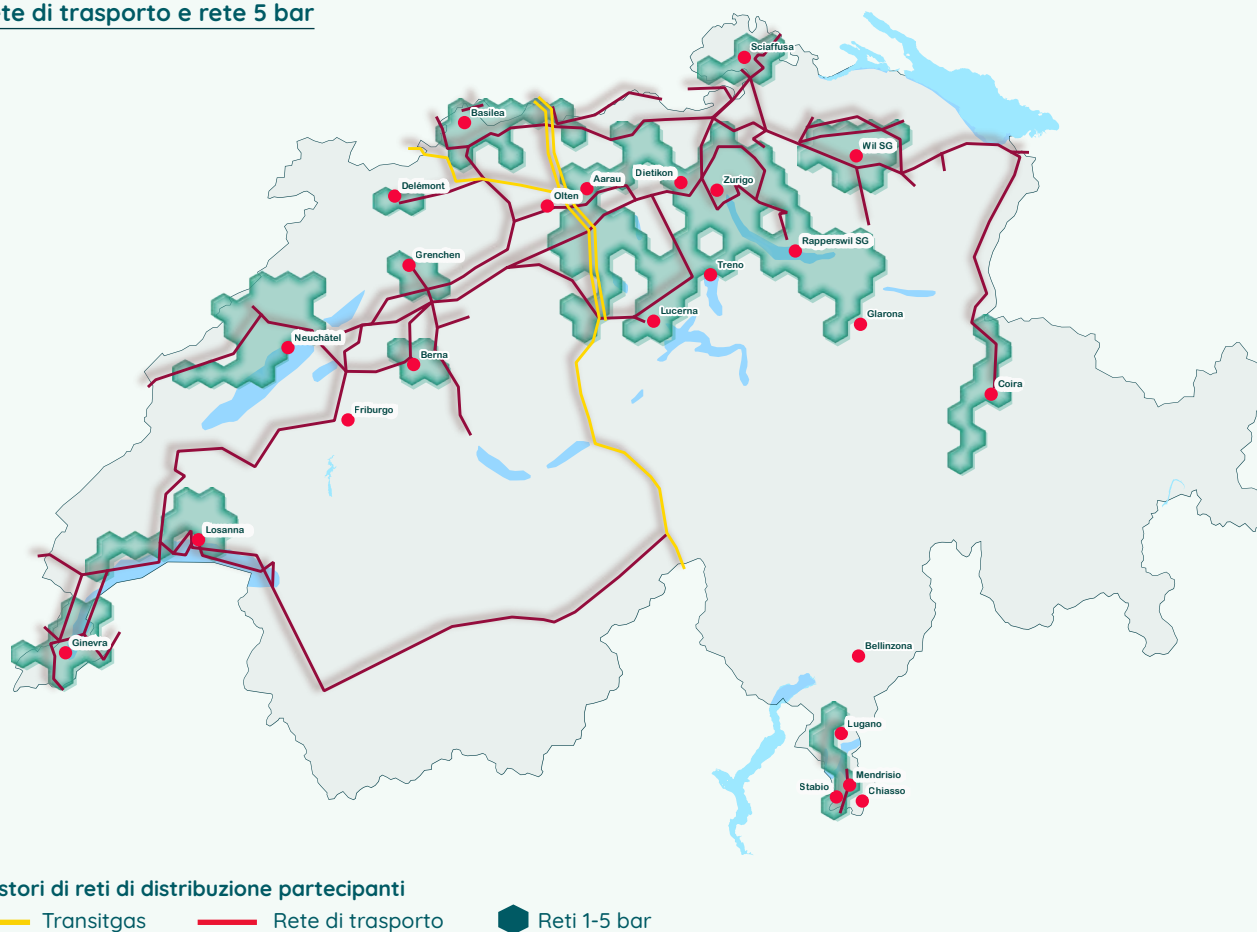 ete di trasporto e rete 5 bar
Sciaffusa
Basilea
Wil SG
Dietikon
Aarau
Zurigo
Delémont
Olten
Rapperswil SG
Grenchen
Treno
Lucerna
Glarona
Neuchâtel
Berna
Coira
Friburgo
Losanna
Ginevra
Bellinzona
Lugano
Mendrisio
Stabio
Chiasso
stori di reti di distribuzione partecipanti
Transitgas
Rete di trasporto
Reti 1-5 bar